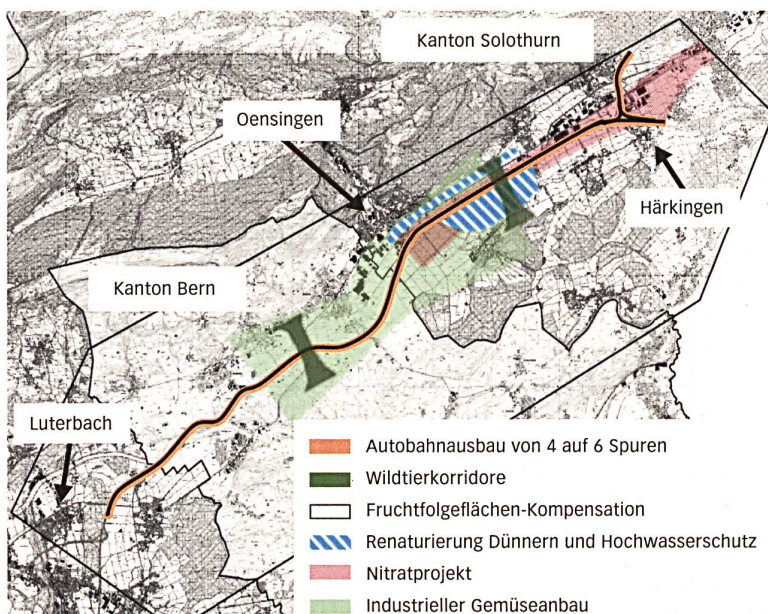 Kanton Solothurn
Oensingen
Härkingen
Kanton Bern
Luterbach
Autobahnausbau von 4 auf 6 Spuren
Wildtierkorridore
Fruchtfolgeflächen-Kompensation
Renaturierung Dünnern und Hochwasserschutz
Nitratprojekt
Industrieller Gemüseanbau